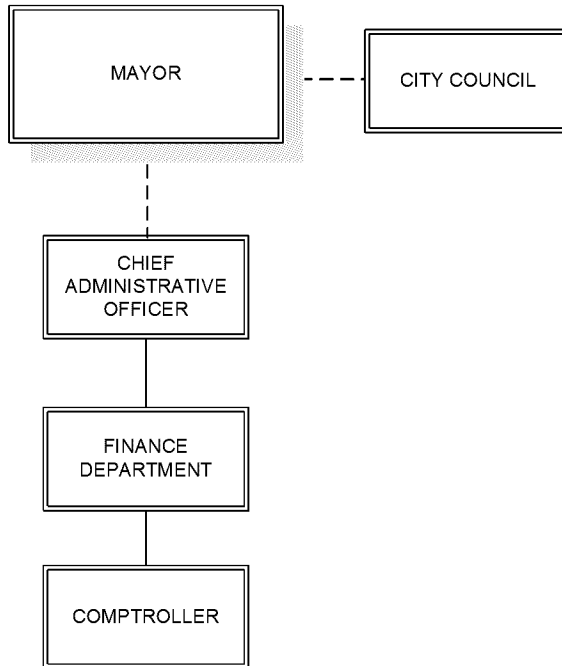 MAYOR
CITY COUNCIL
CHIEF
ADMINISTRATIVE
OFFICER
FINANCE
DEPARTMENT
COMPTROLLER